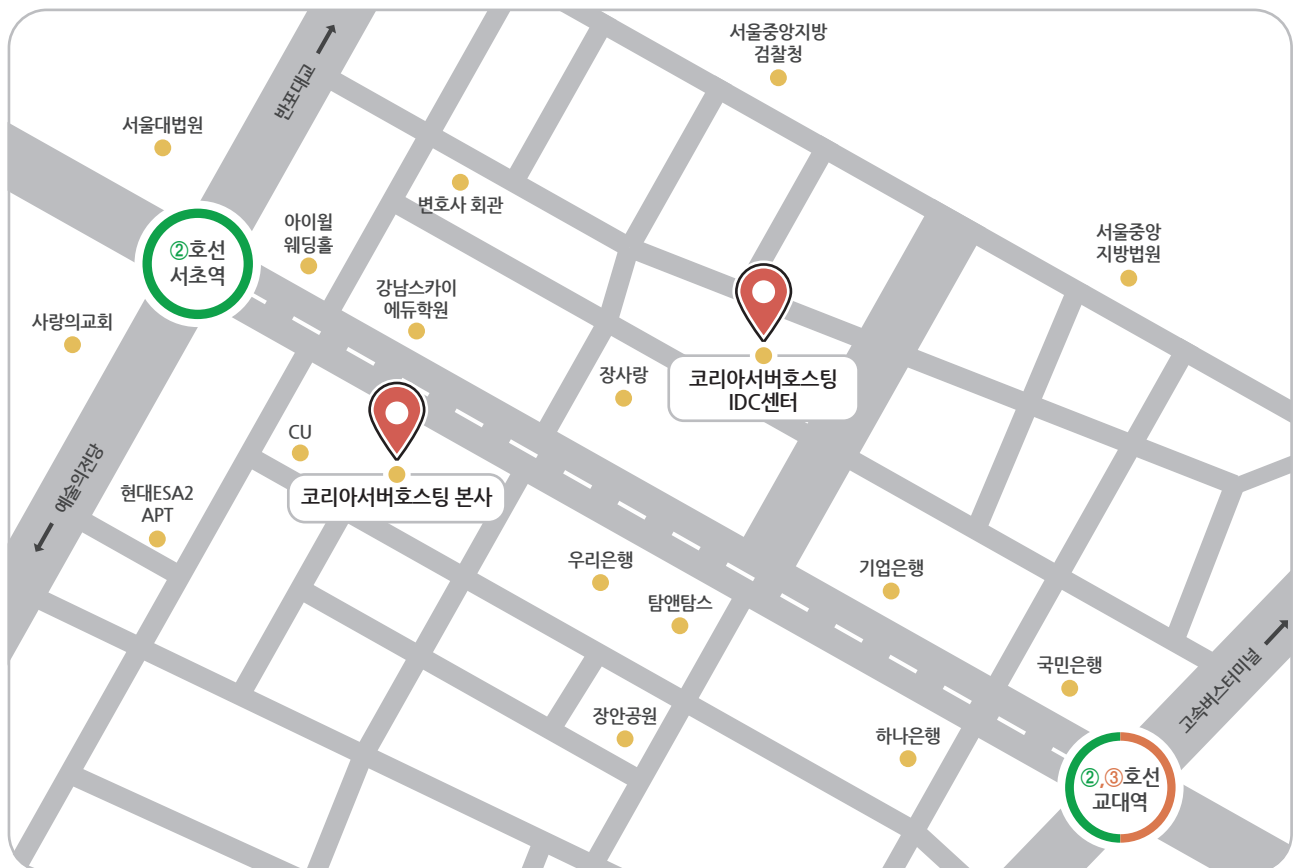 서울중앙지방
검찰청
반포대교
서울대법원
변호사 회관
아이윌
웨딩홀
②호선
서초역
서울중앙
지방법원
강남스카이
에듀학원
사랑의교회
장사랑
코리아서버호스팅
IDC센터
CU
코리아서버호스팅 본사
예술의전당
현대ESA2
APT
우리은행
탐앤탐스
기업은행
국민은행
고속버스터미널
장안공원
하나은행
②,③호선
교대역